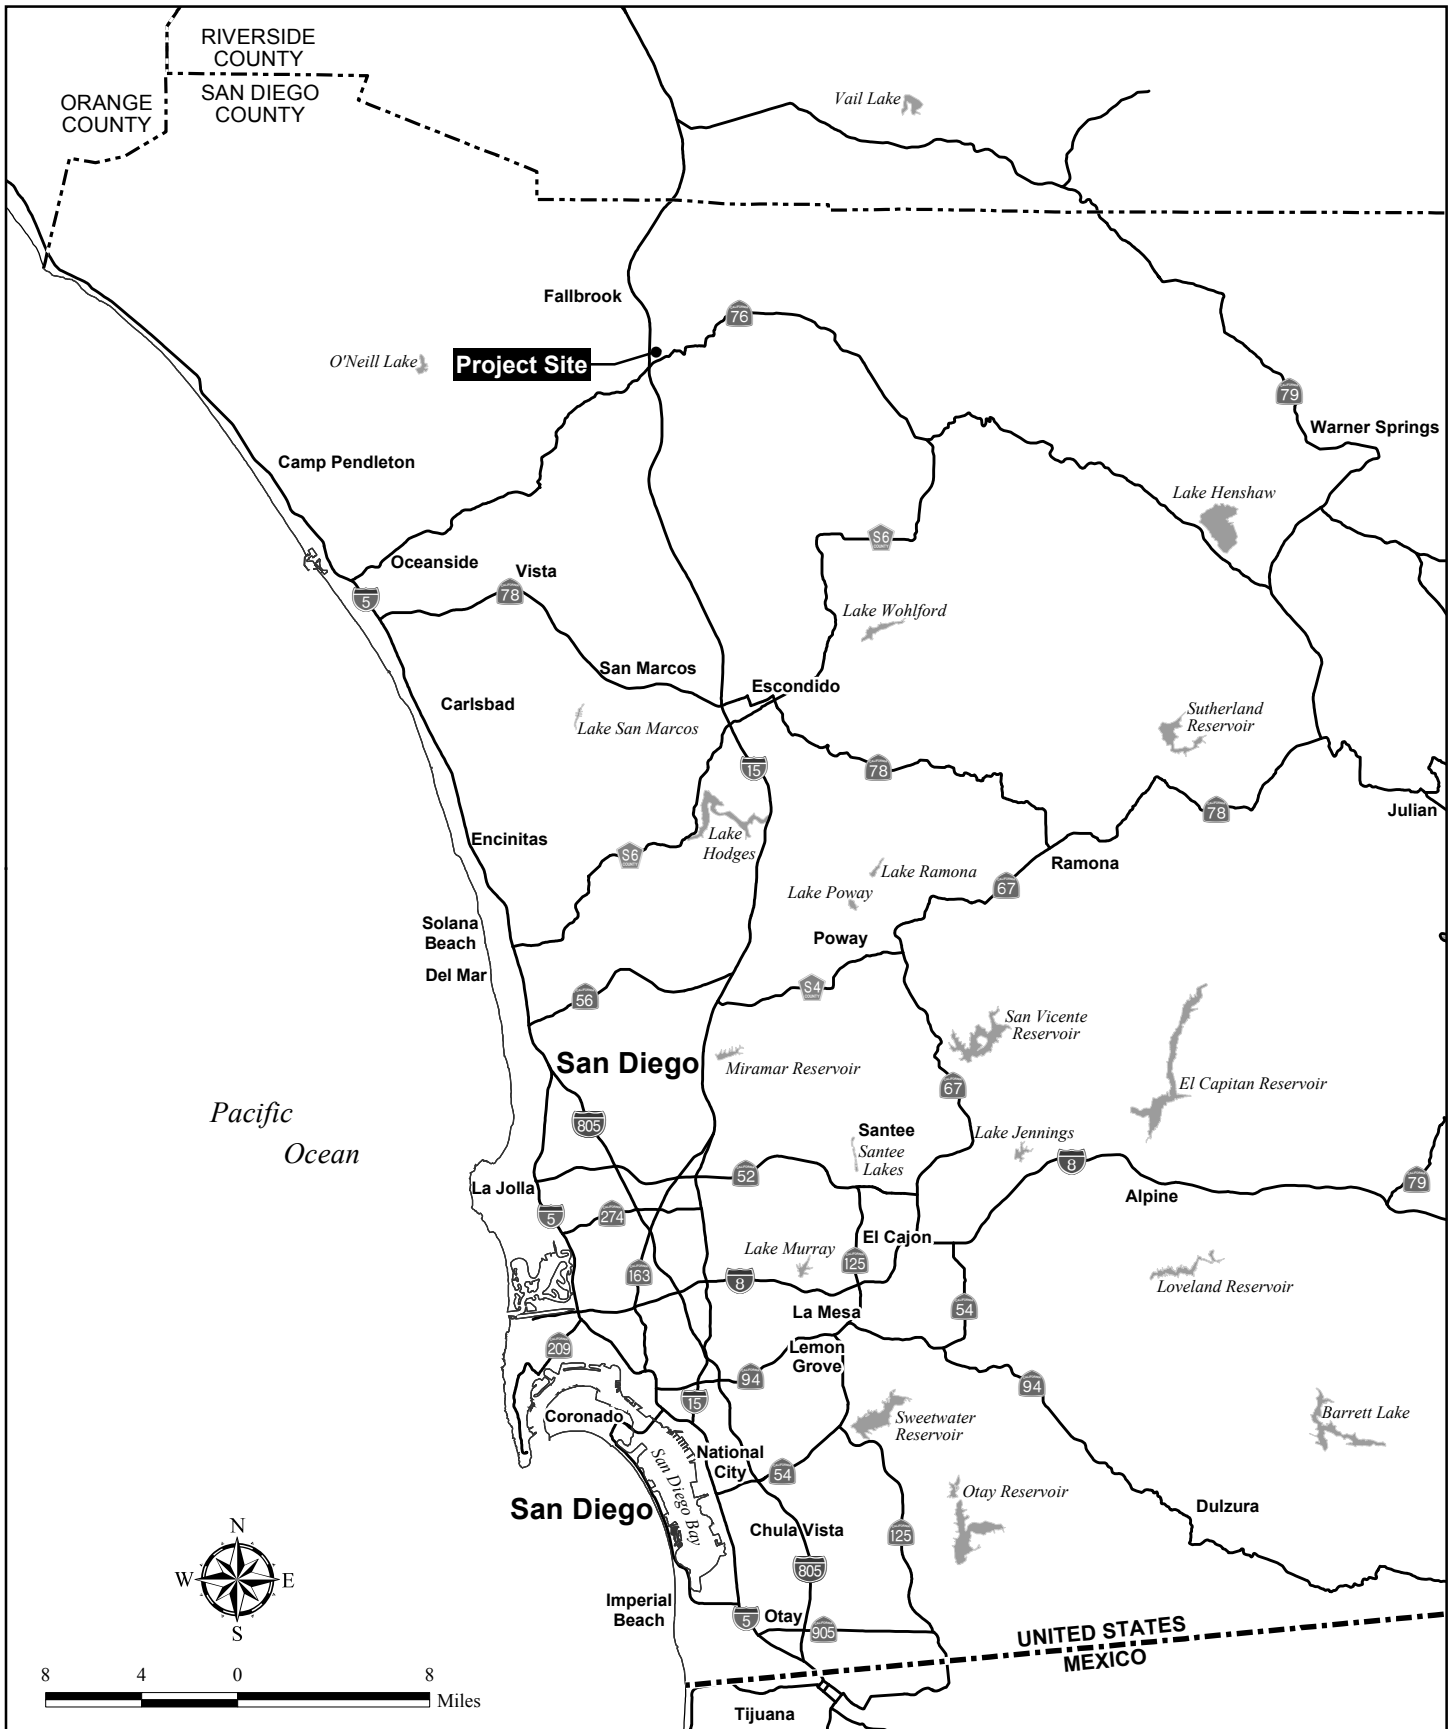 RIVERSIDE
COUNTY
ORANGE
COUNTY
SAN DIEGO
COUNTY
Vail Lake
Fallbrook
76
O'Neill Lake
Project Site
79
Warner Springs
Camp Pendleton
Lake Henshaw
S6
COUNTY
Oceanside
Vista
78
5
Lake Wohlford
San Marcos
Escondido
Carlsbad
Lake San Marcos
Sutherland
Reservoir
15
78
78
Julian
Encinitas
Lake
Hodges
S6
COUNTY
Ramona
Lake Ramona
67
Lake Poway
Solana
Beach
Poway
Del Mar
S4
COUNTY
56
San Vicente
Reservoir
San Diego
Miramar Reservoir
67
El Capitan Reservoir
Pacific
Ocean
805
Santee
Santee
Lakes
Lake Jennings
8
52
79
La Jolla
Alpine
5
274
El Cajon
Lake Murray
125
163
8
Loveland Reservoir
La Mesa
54
209
Lemon
Grove
94
94
15
Coronado
Sweetwater
Reservoir
Barrett Lake
National
City
54
San Diego Bay
Otay Reservoir
San Diego
Dulzura
Chula Vista
125
805
N
W
E
S
Imperial
Beach
5
Otay
905
UNITED STATES
MEXICO
8
4
0
8
Miles
Tijuana